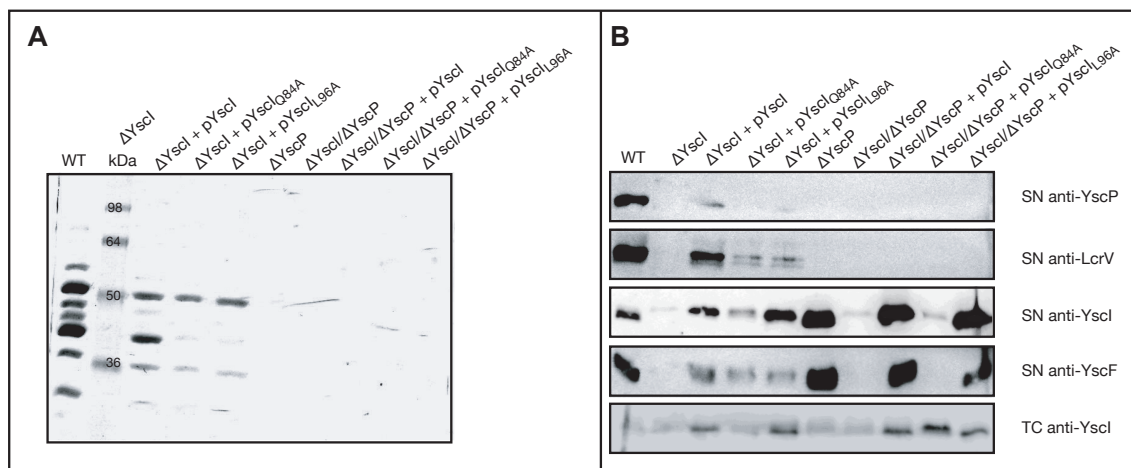 A
WT
kDa
ΔYscI
ΔYscI + pYscI
ΔYscI + pYscIQ84A
ΔYscI + pYscIL96A
ΔYscP
ΔYscI/ΔYscP
ΔYscI/ΔYscP + pYscI
ΔYscI/ΔYscP + pYscIQ84A
ΔYscI/ΔYscP + pYscIL96A
98
64
50
36
B
WT
ΔYscI
ΔYscI + pYscI
ΔYscI + pYscIQ84A
ΔYscI + pYscIL96A
ΔYscP
ΔYscI/ΔYscP
ΔYscI/ΔYscP + pYscI
ΔYscI/ΔYscP + pYscIQ84A
ΔYscI/ΔYscP + pYscIL96A
SN anti-YscP
SN anti-LcrV
SN anti-YscI
SN anti-YscF
TC anti-YscI